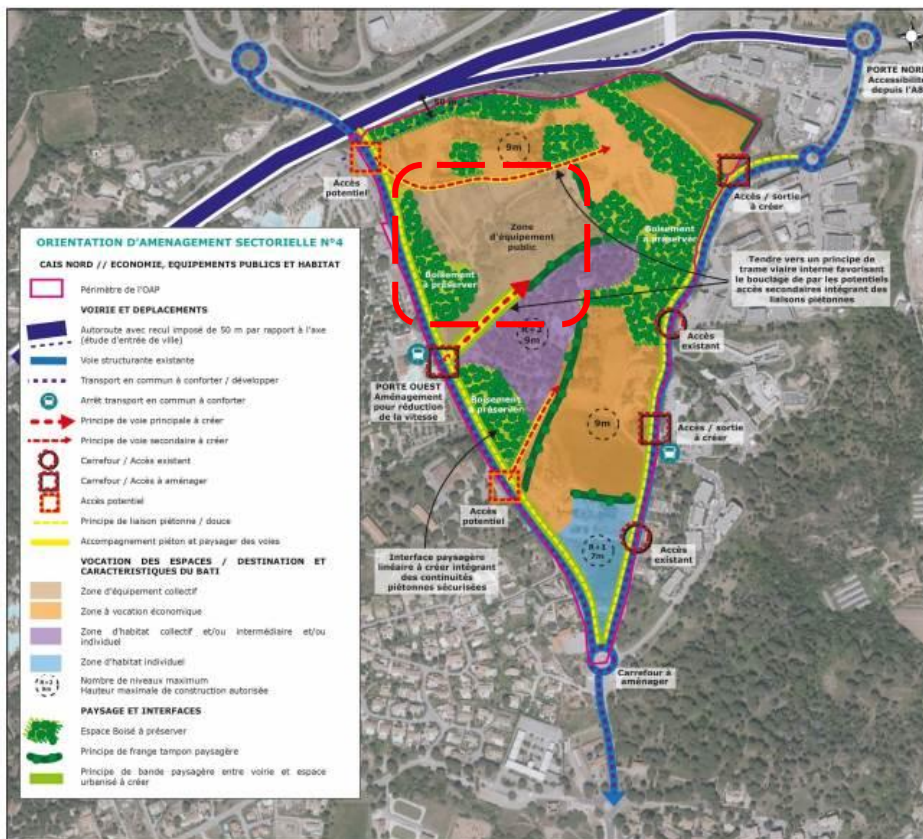 PORTE NORD
Accessibilité
depuis l'A8
50 m
9m
Accès
potentiel
Accès / sortie
à créer
Zone
d'équipement
public
Boisement
à préserver
Boisement
à préserver
Tendre vers un principe de
trame viaire interne favorisant
le bouclage de par les potentiels
accès secondaires intégrant des
liaisons piétonnes
R+2
9m
Accès
existant
PORTE OUEST
Aménagement
pour réduction
de la vitesse
Boisement
à préserver
9m
Accès / sortie
à créer
Accès
potentiel
Interface paysagère
linéaire à créer intégrant
des continuités
piétonnes sécurisées
R+1
7m
Accès
existant
Carrefour à
aménager
ORIENTATION D'AMENAGEMENT SECTORIELLE N°4
CAIS NORD // ECONOMIE, EQUIPEMENTS PUBLICS ET HABITAT
Périmètre de l'OAP
VOIRIE ET DEPLACEMENTS
Autoroute avec recul imposé de 50 m par rapport à l'axe
(étude d'entrée de ville)
Voie structurante existante
Transport en commun à conforter / développer
Arrêt transport en commun à conforter
Principe de voie principale à créer
Principe de voie secondaire à créer
Carrefour / Accès existant
Carrefour / Accès à aménager
Accès potentiel
Principe de liaison piétonne / douce
Accompagnement piéton et paysager des voies
VOCATION DES ESPACES / DESTINATION ET
CARACTERISTIQUES DU BATI
Zone d'équipement collectif
Zone à vocation économique
Zone d'habitat collectif et/ou intermédiaire et/ou
individuel
Zone d'habitat individuel
Nombre de niveaux maximum
Hauteur maximale de construction autorisée
PAYSAGE ET INTERFACES
Espace Boisé à préserver
Principe de frange tampon paysagère
Principe de bande paysagère entre voirie et espace
urbanisé à créer